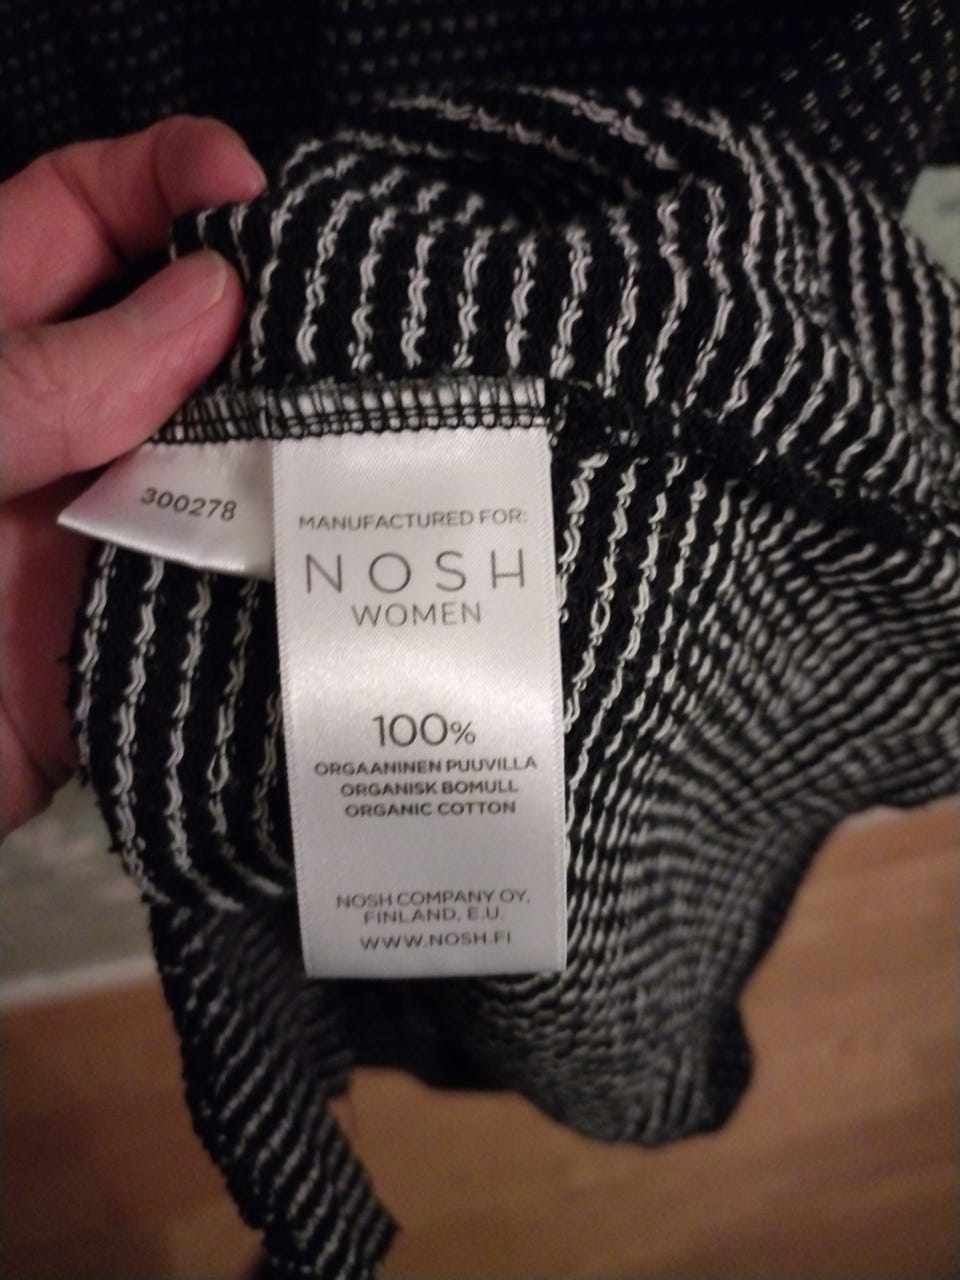 300278
MANUFACTURED FOR:
NOSH
WOMEN
100%
ORGAANINEN PUUVILLA
ORGANISK BOMULL
ORGANIC COTTON
NOSH COMPANY OY,
FINLAND, E.U.
WWW.NOSH.FI